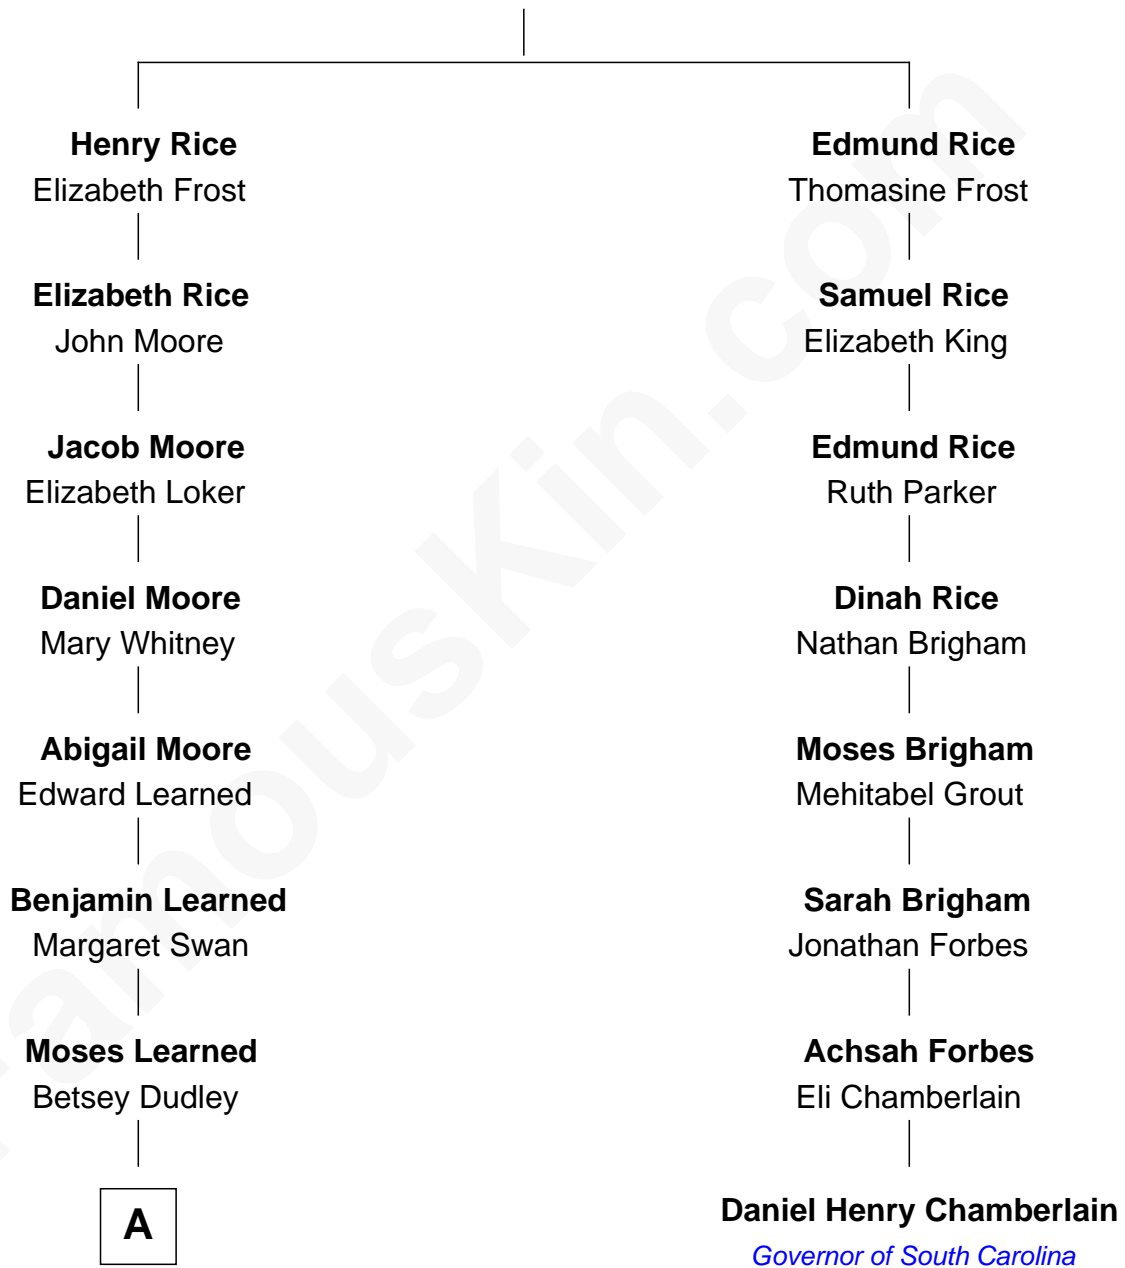 Henry Rice
Elizabeth Frost
Elizabeth Rice
John Moore
Jacob Moore
Elizabeth Loker
Daniel Moore
Mary Whitney
Abigail Moore
Edward Learned
Benjamin Learned
Margaret Swan
Moses Learned
Betsey Dudley
A
Edmund Rice
Thomasine Frost
Samuel Rice
Elizabeth King
Edmund Rice
Ruth Parker
Dinah Rice
Nathan Brigham
Moses Brigham
Mehitabel Grout
Sarah Brigham
Jonathan Forbes
Achsah Forbes
Eli Chamberlain
Daniel Henry Chamberlain
Governor of South Carolina
FamousKin.com